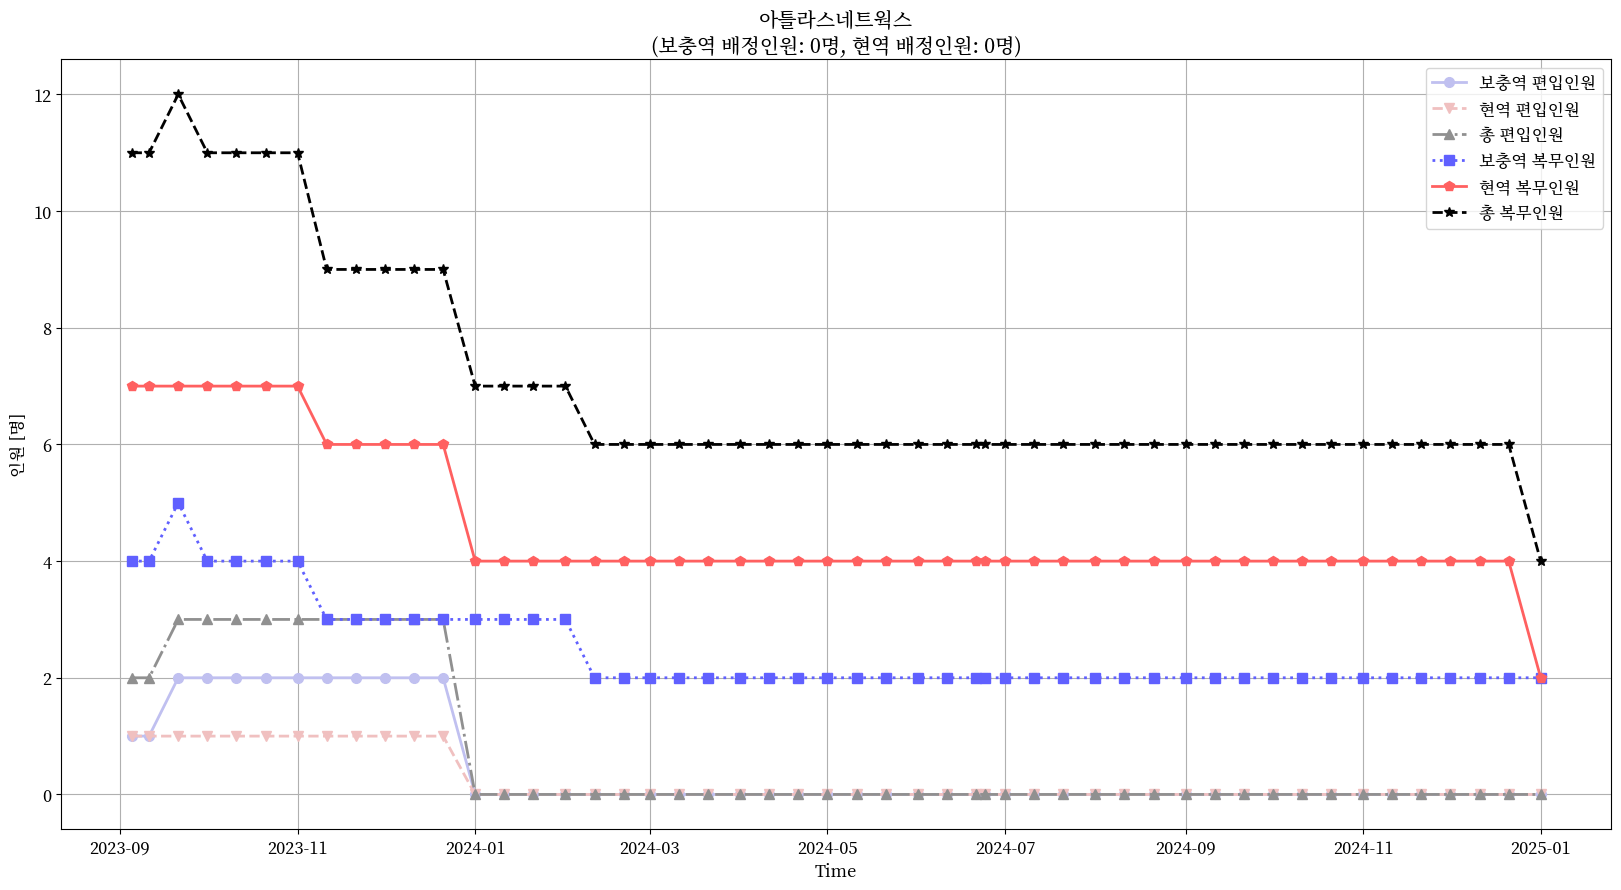 아틀라스네트웍스
(보충역 배정인원: 0명, 현역 배정인원: 0명)
보충역 편입인원
현역 편입인원
총 편입인원
보충역 복무인원
현역 복무인원
총 복무인원
인원 [명]
12
10
8
6
4
2
0
2023-09
2023-11
2024-01
2024-03
2024-05
2024-07
2024-09
2024-11
2025-01
Time